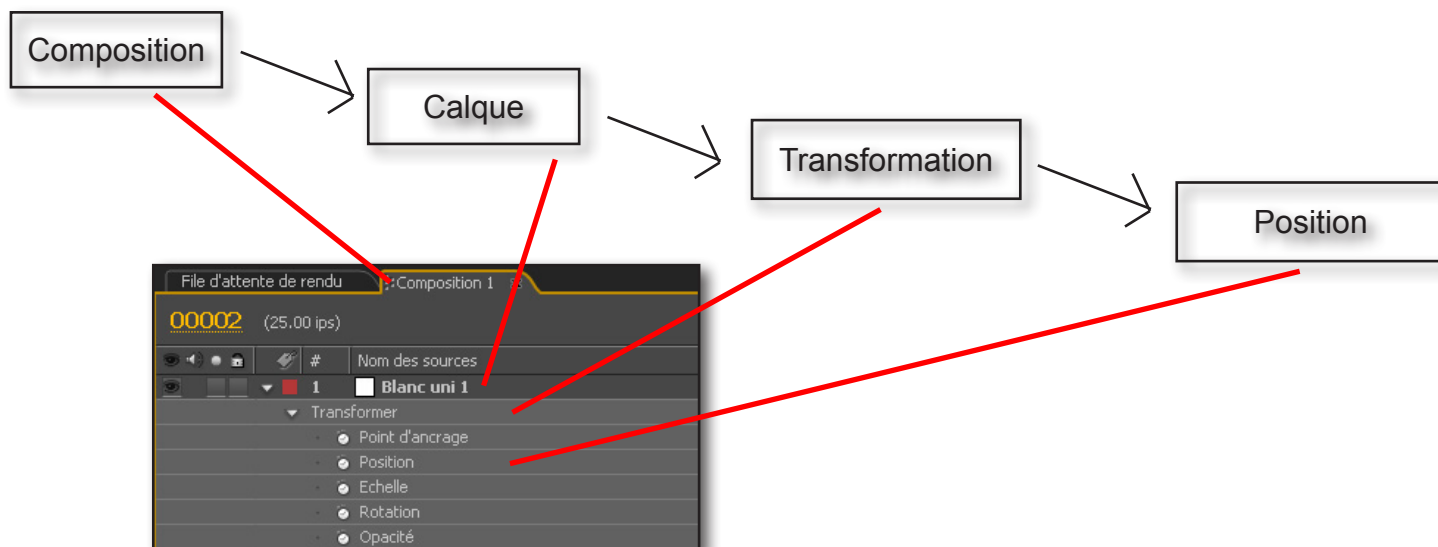 Composition
Calque
Transformation
Position
File d'attente de rendu
Composition 1
00002 (25.00 ips)
# Nom des sources
1 Blanc uni 1
Transformer
Point d'ancrage
Position
Echelle
Rotation
Opacité